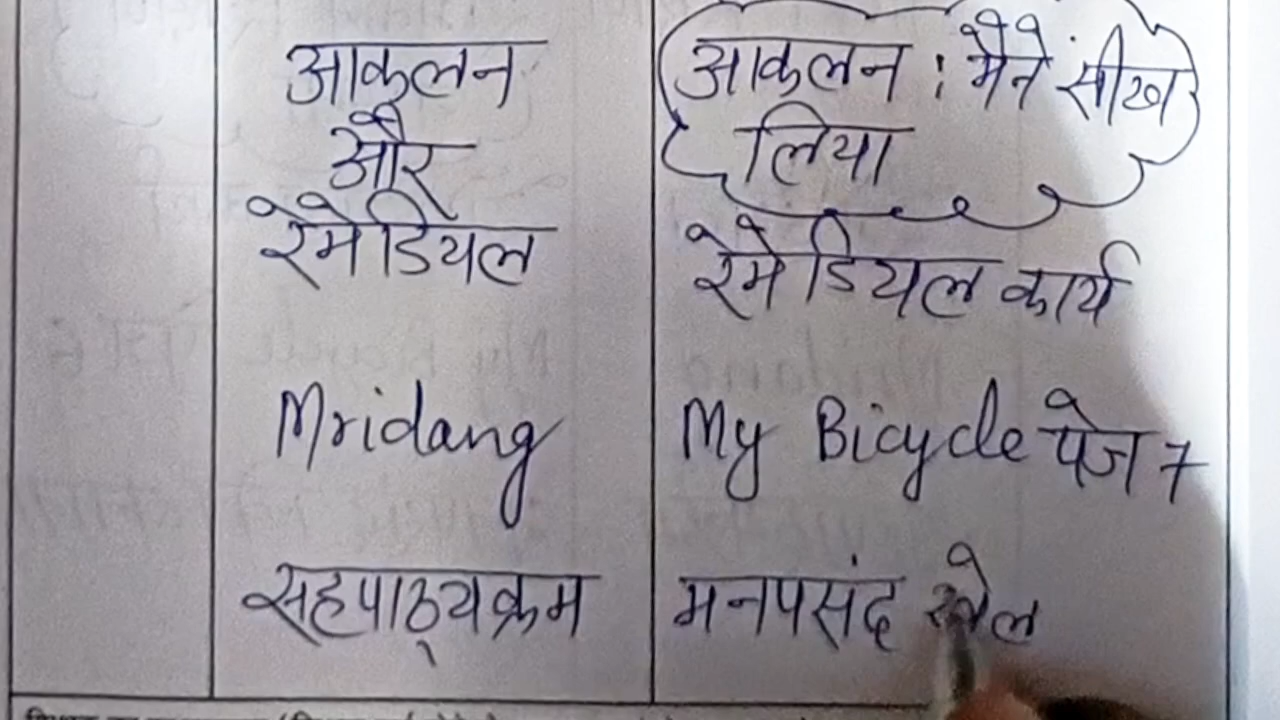 आकलन
और
रेमेडियल
आकलन : मैंने सीख
लिया
रेमेडियल कार्य
Mridang
My Bicycle पेज 7
सहपाठ्यक्रम
मनपसंद खेल